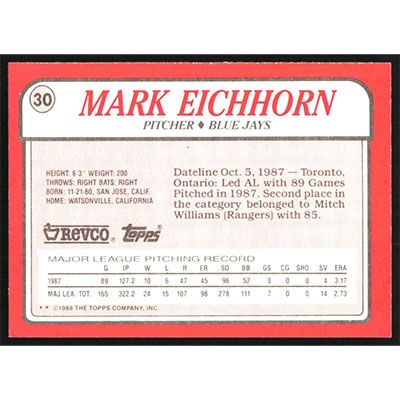 30
MARK EICHHORN
PITCHER ♦ BLUE JAYS
HEIGHT: 6'3" WEIGHT: 200
THROWS: RIGHT BATS: RIGHT
BORN: 11-21-60, SAN JOSE, CALIF.
HOME: WATSONVILLE, CALIFORNIA
Dateline Oct. 5, 1987 — Toronto,
Ontario: Led AL with 89 Games
Pitched in 1987. Second place in
the category belonged to Mitch
Williams (Rangers) with 85.
REVCO® Topps®
MAJOR LEAGUE PITCHING RECORD
G IP W L R ER SO BB GS CG SHO SV ERA
1987 89 127.2 10 6 47 45 96 52 0 0 0 4 3.17
MAJ LEA. TOT. 165 322.2 24 15 107 98 278 111 7 0 0 14 2.73
* * ©1988 THE TOPPS COMPANY, INC.